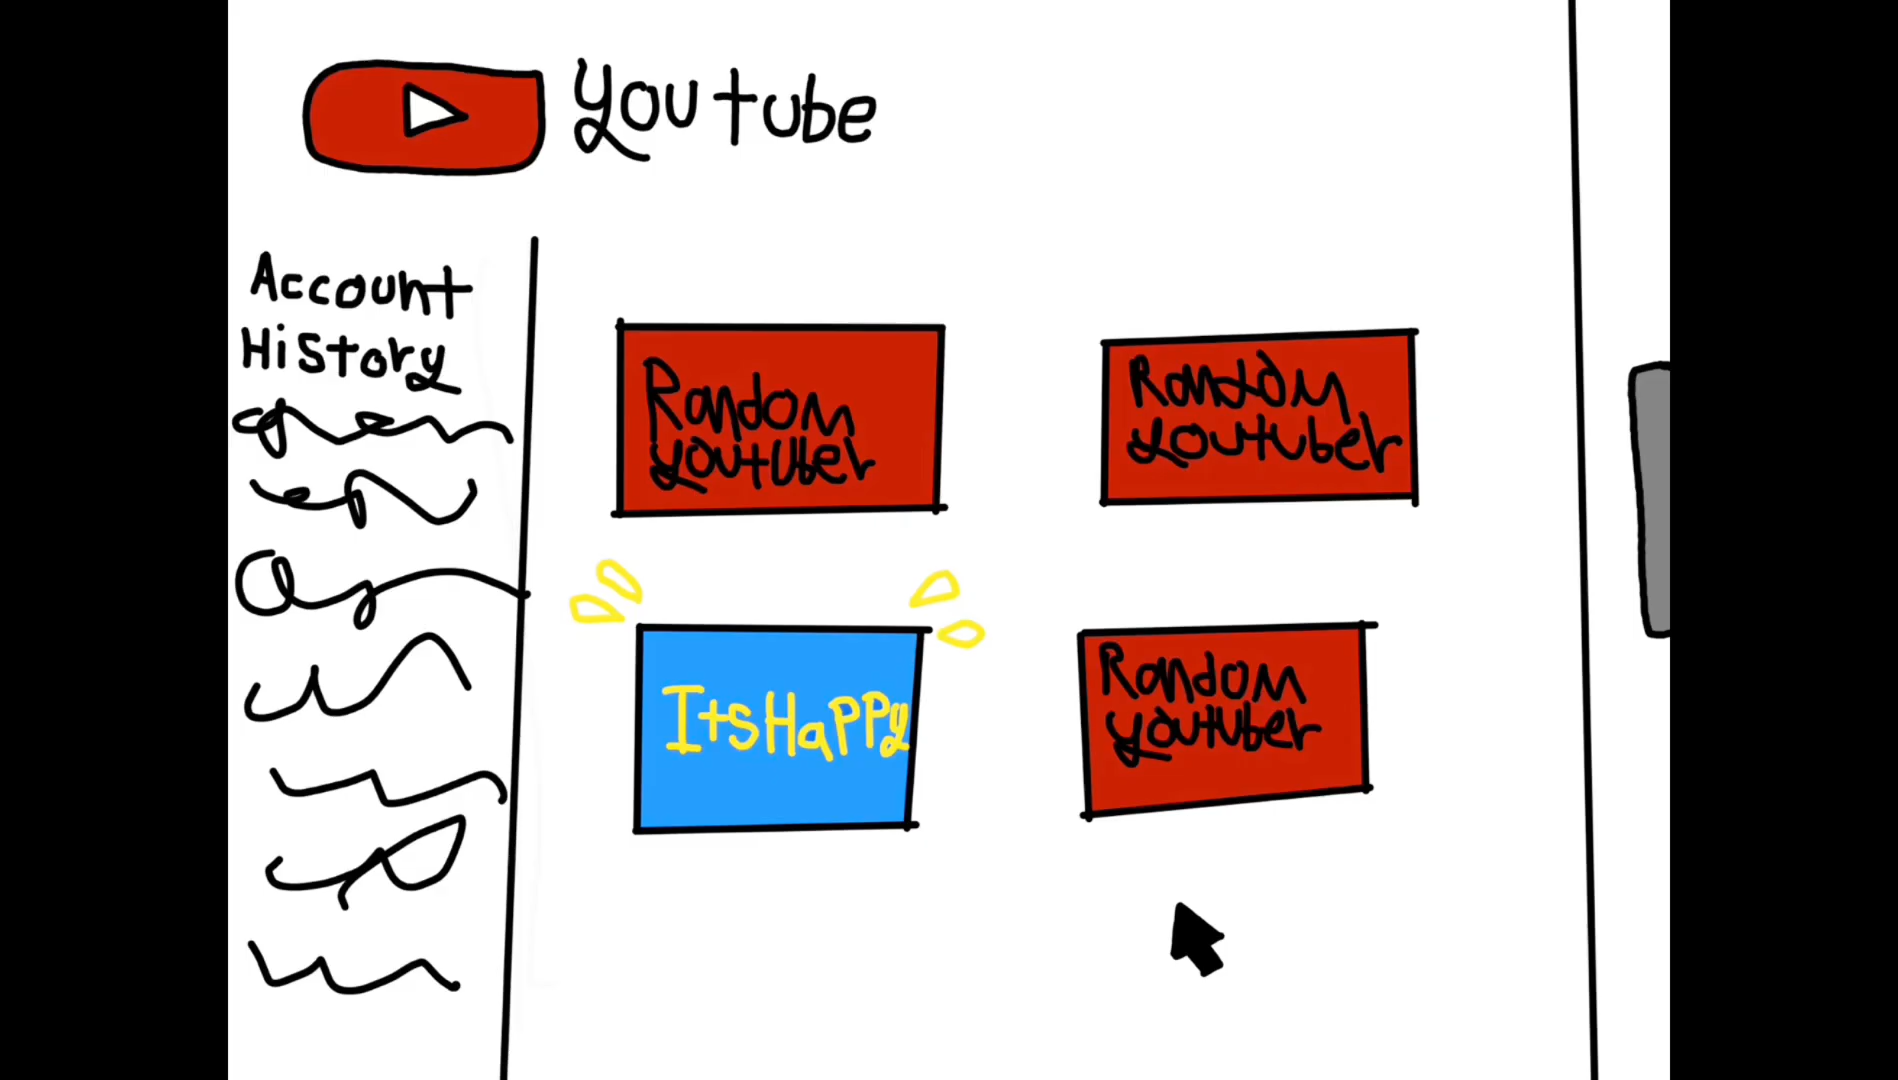 Youtube
Account
History
Random
youtuber
Random
youtuber
ItsHappy
Random
youtuber